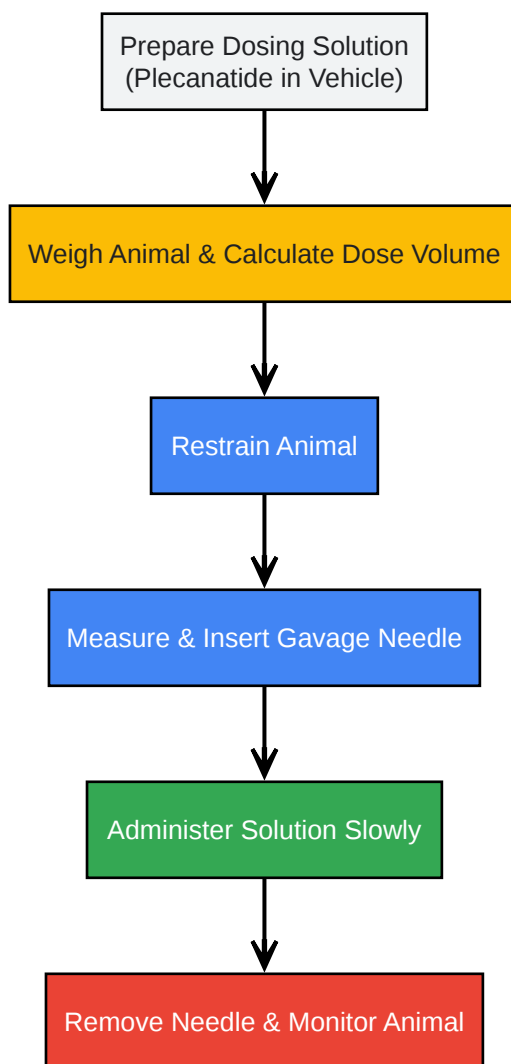 Prepare Dosing Solution
(Plecanatide in Vehicle)
Weigh Animal & Calculate Dose Volume
Restrain Animal
Measure & Insert Gavage Needle
Administer Solution Slowly
Remove Needle & Monitor Animal